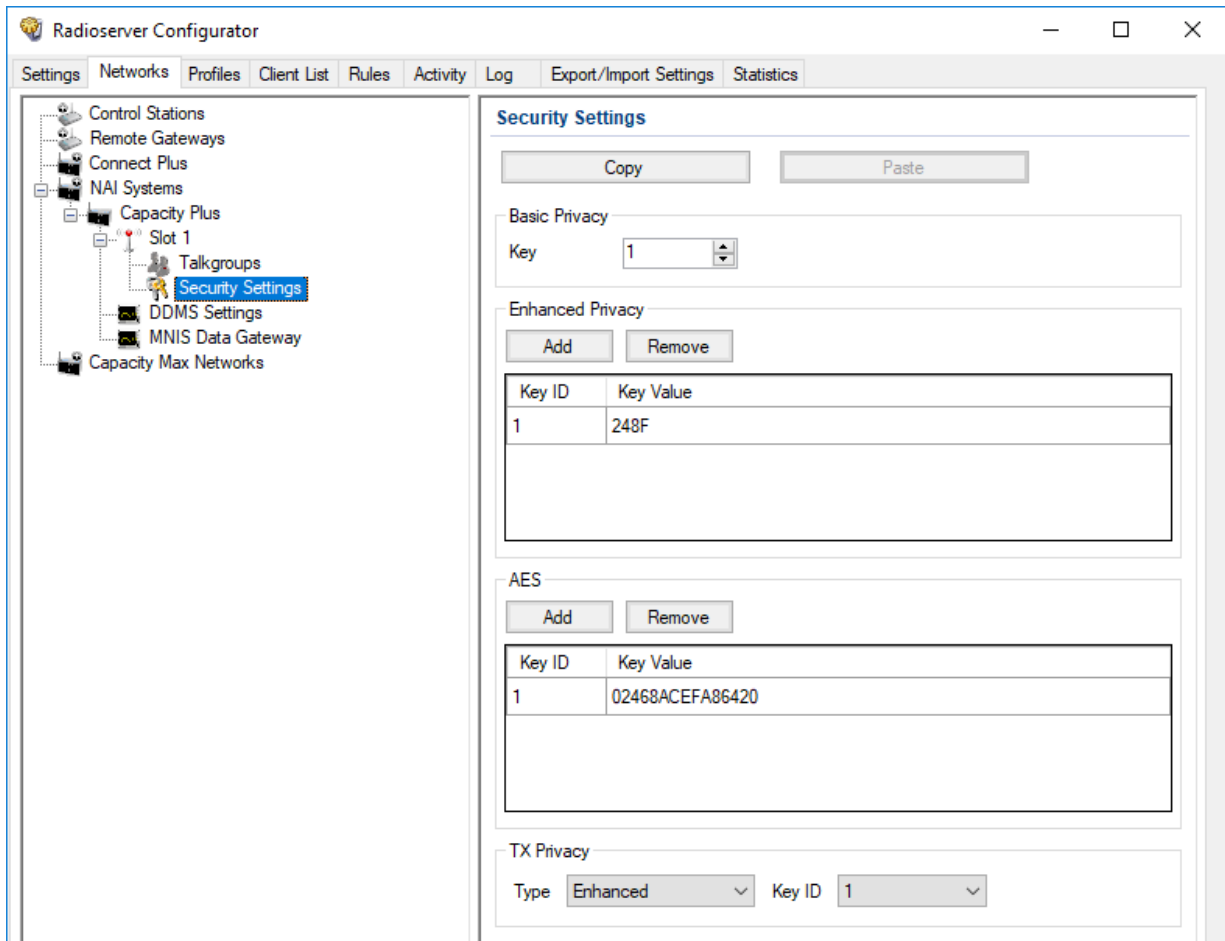 Radioserver Configurator
Settings Networks Profiles Client List Rules Activity Log Export/Import Settings Statistics
Control Stations
Remote Gateways
Connect Plus
NAI Systems
Capacity Plus
Slot 1
Talkgroups
Security Settings
DDMS Settings
MNIS Data Gateway
Capacity Max Networks
Security Settings
Copy Paste
Basic Privacy
Key 1
Enhanced Privacy
Add Remove
Key ID Key Value
1 248F
AES
Add Remove
Key ID Key Value
1 02468ACEFA86420
TX Privacy
Type Enhanced Key ID 1